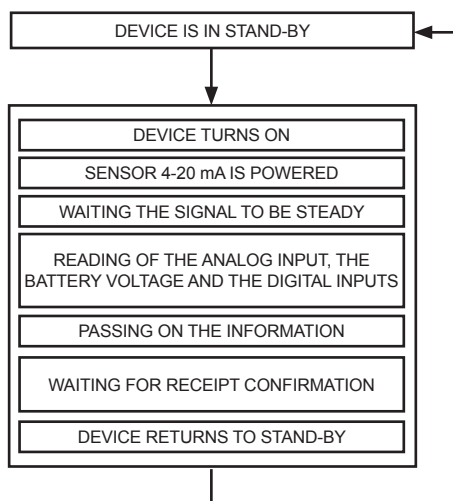 DEVICE IS IN STAND-BY
DEVICE TURNS ON
SENSOR 4-20 mA IS POWERED
WAITING THE SIGNAL TO BE STEADY
READING OF THE ANALOG INPUT, THE
BATTERY VOLTAGE AND THE DIGITAL INPUTS
PASSING ON THE INFORMATION
WAITING FOR RECEIPT CONFIRMATION
DEVICE RETURNS TO STAND-BY